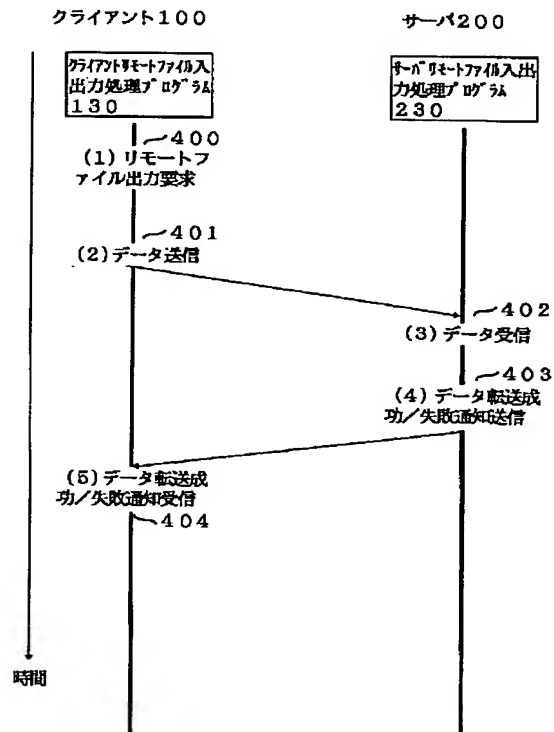 クライアント100
サーバ200
クライアントリモートファイル入
出力処理プログラム
130
サーバリモートファイル入出
力処理プログラム
230
400
(1) リモートフ
ァイル出力要求
401
(2) データ送信
402
(3) データ受信
403
(4) データ転送成
功/失敗通知送信
(5) データ転送成
功/失敗通知受信
404
時間